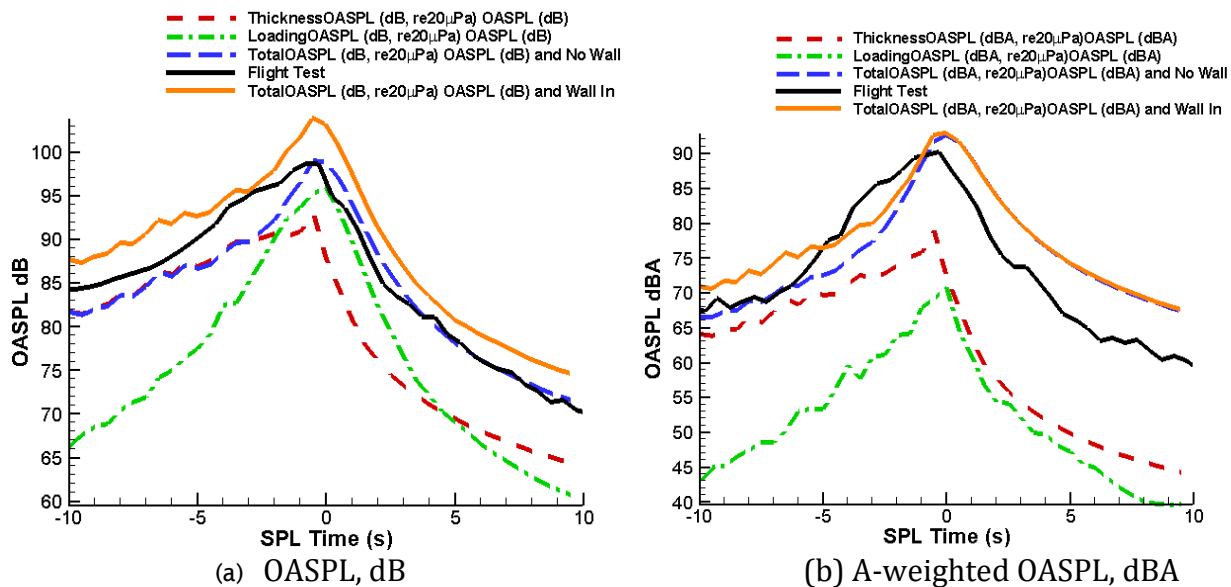 ThicknessOASPL (dB, re20μPa) OASPL (dB)
LoadingOASPL (dB, re20μPa) OASPL (dB)
TotalOASPL (dB, re20μPa) OASPL (dB) and No Wall
Flight Test
TotalOASPL (dB, re20μPa) OASPL (dB) and Wall In
OASPL dB
100
95
90
85
80
75
70
65
60
-10
-5
0
5
10
SPL Time (s)
(a) OASPL, dB
ThicknessOASPL (dBA, re20μPa)OASPL (dBA)
LoadingOASPL (dBA, re20μPa)OASPL (dBA)
TotalOASPL (dBA, re20μPa)OASPL (dBA) and No Wall
Flight Test
TotalOASPL (dBA, re20μPa)OASPL (dBA) and Wall In
OASPL dBA
90
85
80
75
70
65
60
55
50
45
40
-10
-5
0
5
10
SPL Time (s)
(b) A-weighted OASPL, dBA